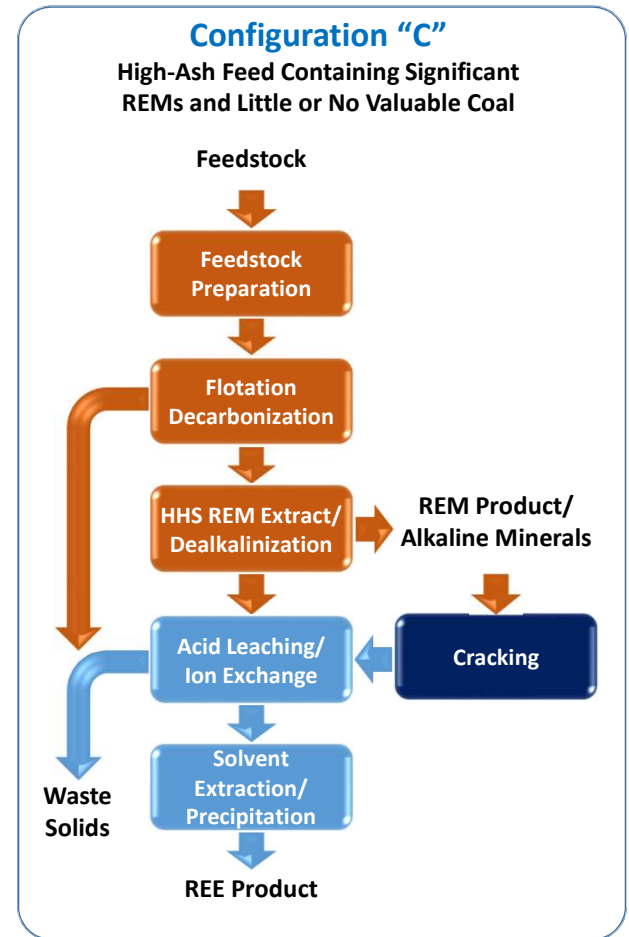 Configuration “C”
High-Ash Feed Containing Significant
REMs and Little or No Valuable Coal
Feedstock
Feedstock
Preparation
Flotation
Decarbonization
HHS REM Extract/
Dealkalinization
REM Product/
Alkaline Minerals
Acid Leaching/
Ion Exchange
Cracking
Solvent
Extraction/
Precipitation
Waste
Solids
REE Product